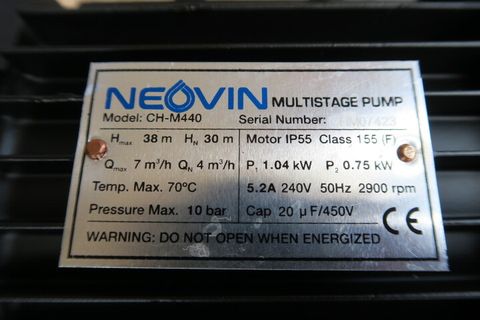 NEOVIN MULTISTAGE PUMP
Model: CH-M440 Serial Number:
Hmax 38 m HN 30 m Motor IP55 Class 155 (F)
Qmax 7 m³/h QN 4 m³/h P1 1.04 kW P2 0.75 kW
Temp. Max. 70°C 5.2A 240V 50Hz 2900 rpm
Pressure Max. 10 bar Cap 20 µF/450V CE
WARNING: DO NOT OPEN WHEN ENERGIZED